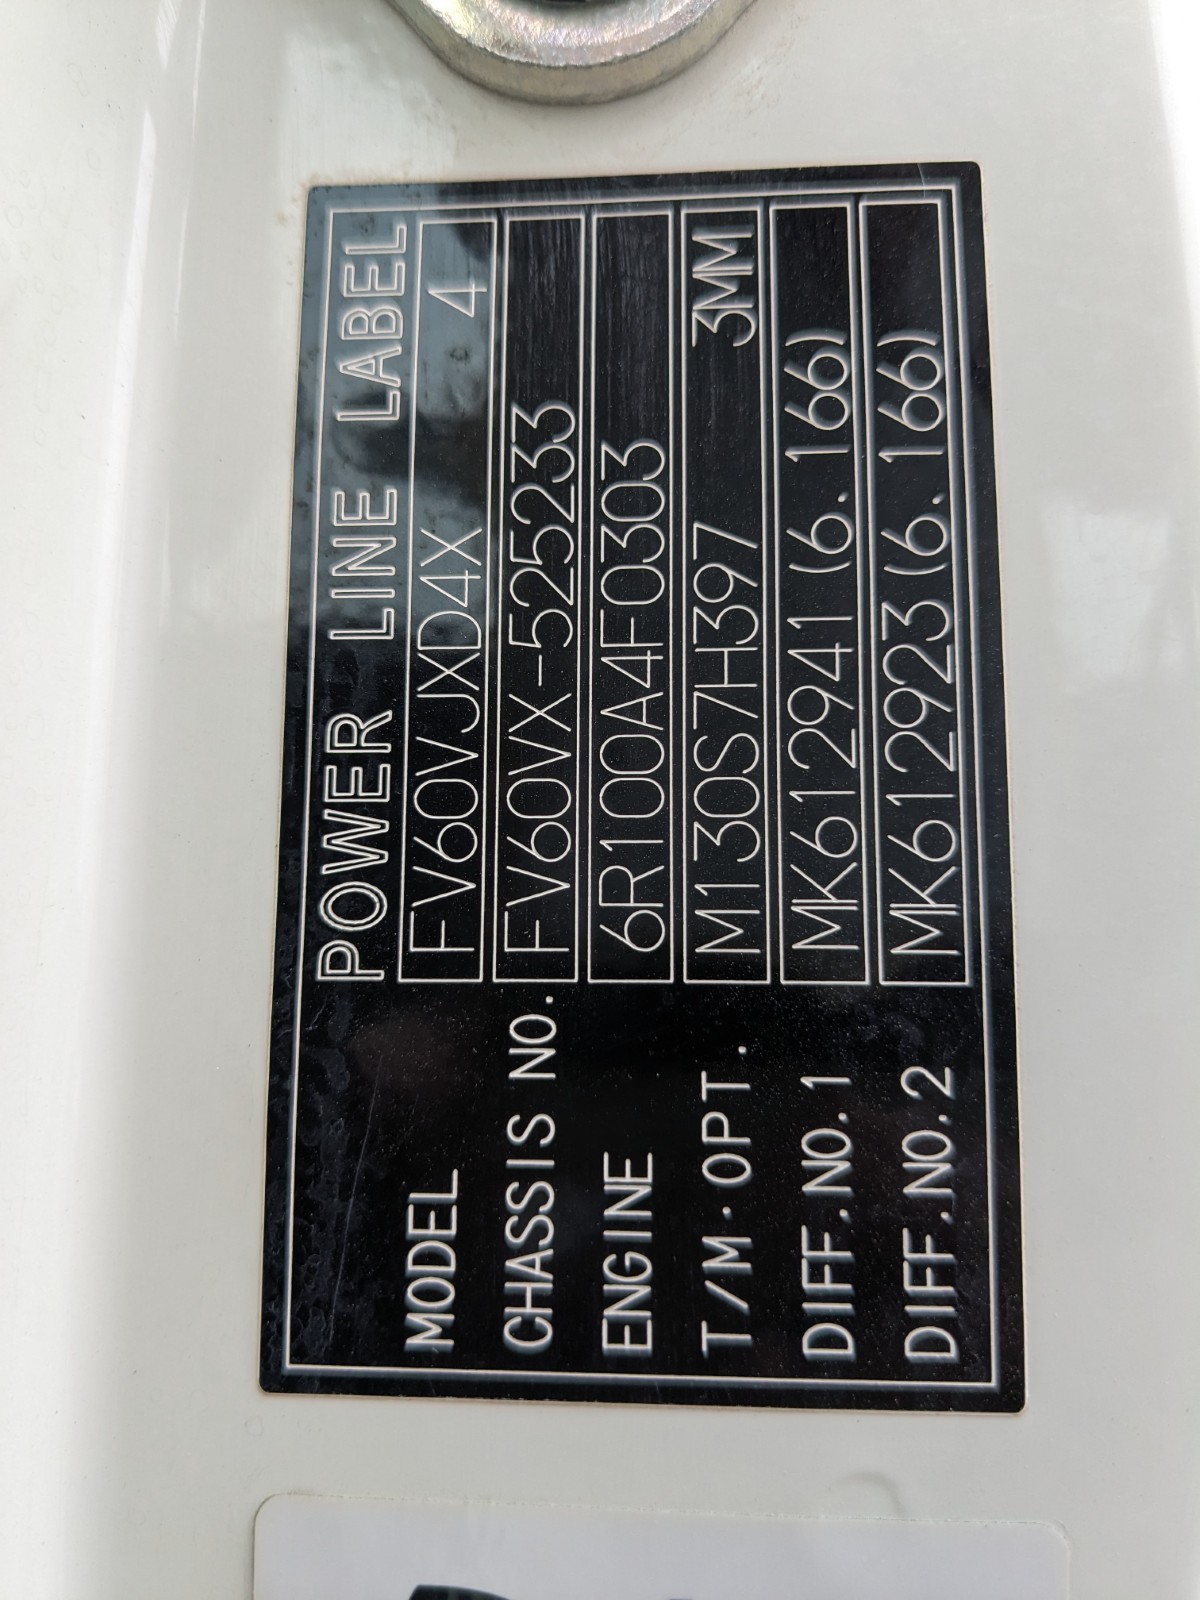 POWER LINE LABEL
MODEL FV60VJXD4X 4
CHASSIS NO. FV60VX-525233
ENGINE 6R100A4F0303
T/M·OPT. M130S7H397 3MM
DIFF.NO.1 MK612941(6.166)
DIFF.NO.2 MK612923(6.166)